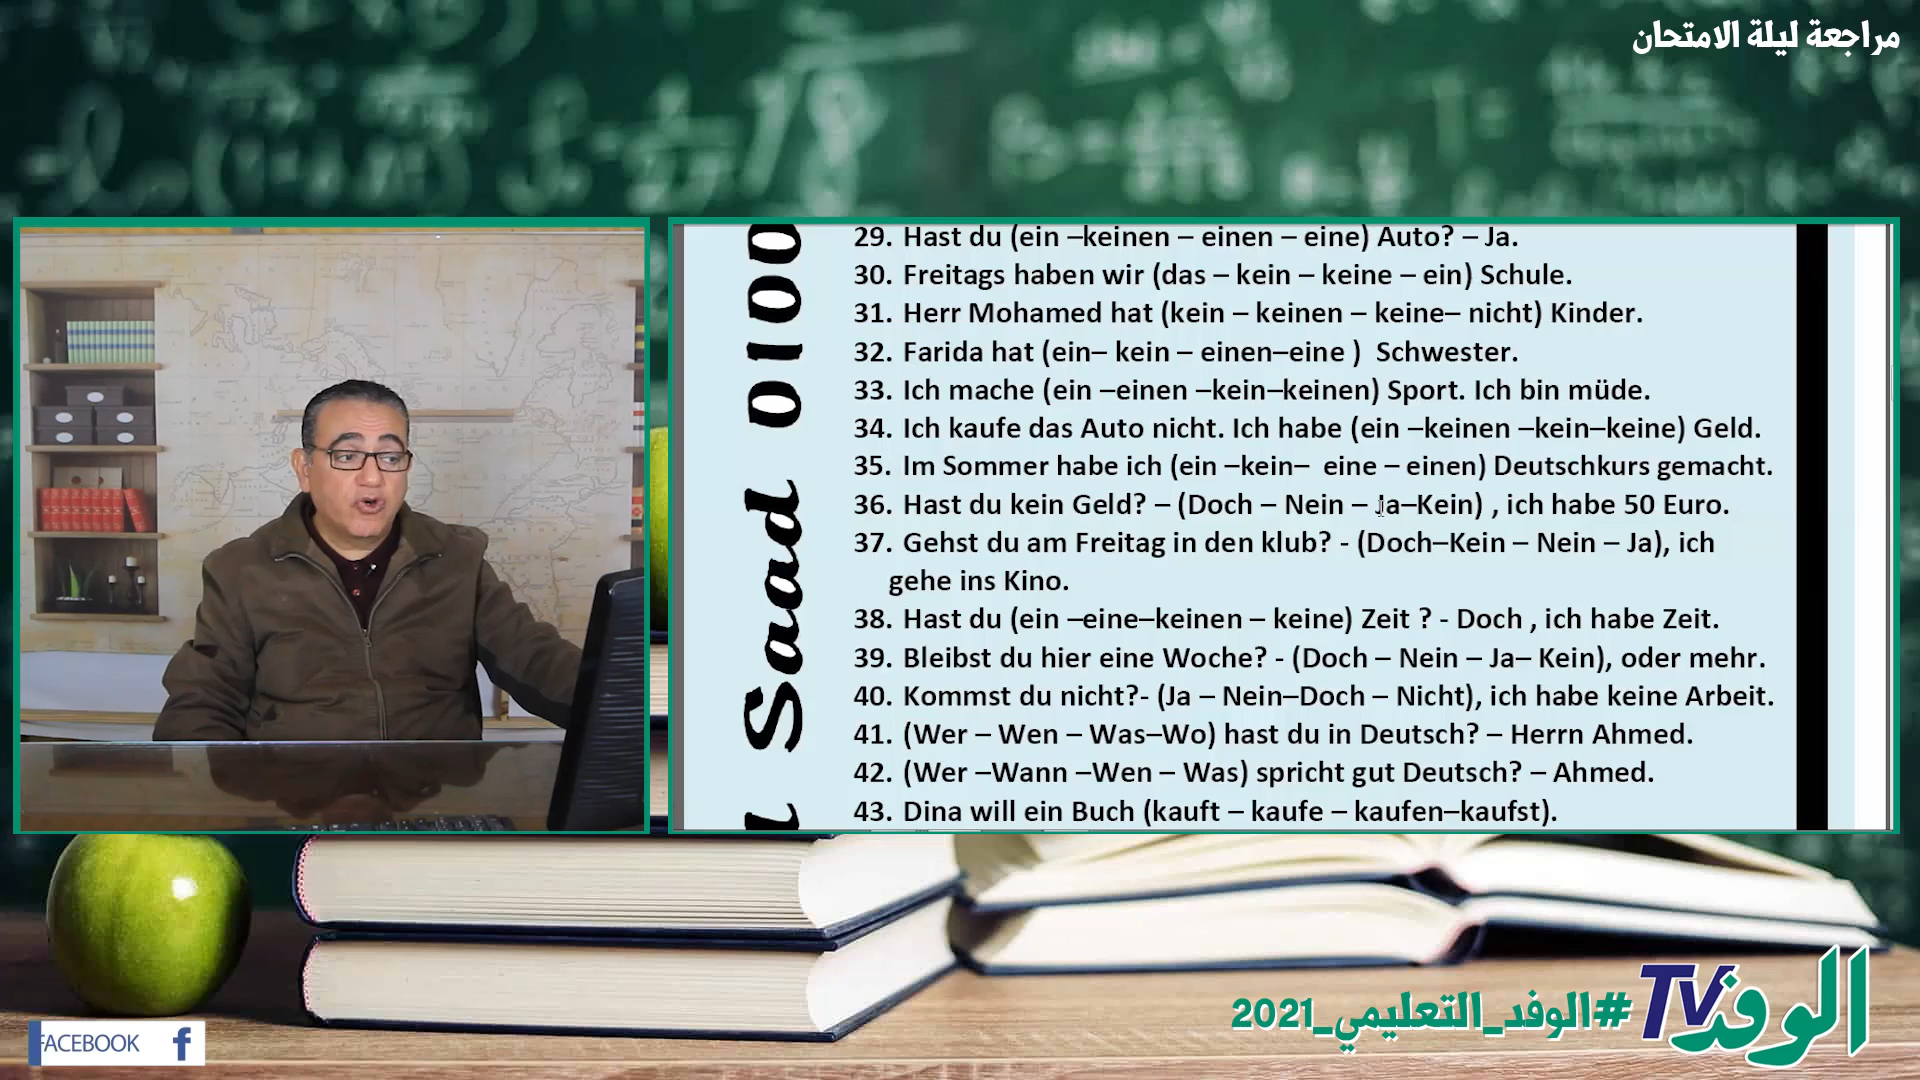 مراجعة ليلة الامتحان
29. Hast du (ein –keinen – einen – eine) Auto? – Ja.
30. Freitags haben wir (das – kein – keine – ein) Schule.
31. Herr Mohamed hat (kein – keinen – keine– nicht) Kinder.
32. Farida hat (ein– kein – einen–eine ) Schwester.
33. Ich mache (ein –einen –kein–keinen) Sport. Ich bin müde.
34. Ich kaufe das Auto nicht. Ich habe (ein –keinen –kein–keine) Geld.
35. Im Sommer habe ich (ein –kein– eine – einen) Deutschkurs gemacht.
36. Hast du kein Geld? – (Doch – Nein – Ja–Kein) , ich habe 50 Euro.
37. Gehst du am Freitag in den klub? - (Doch–Kein – Nein – Ja), ich
gehe ins Kino.
38. Hast du (ein –eine–keinen – keine) Zeit ? - Doch , ich habe Zeit.
39. Bleibst du hier eine Woche? - (Doch – Nein – Ja– Kein), oder mehr.
40. Kommst du nicht?- (Ja – Nein–Doch – Nicht), ich habe keine Arbeit.
41. (Wer – Wen – Was–Wo) hast du in Deutsch? – Herrn Ahmed.
42. (Wer –Wann –Wen – Was) spricht gut Deutsch? – Ahmed.
43. Dina will ein Buch (kauft – kaufe – kaufen–kaufst).
Saad 0100
#الوفد_التعليمي_2021
الوفد TV
FACEBOOK